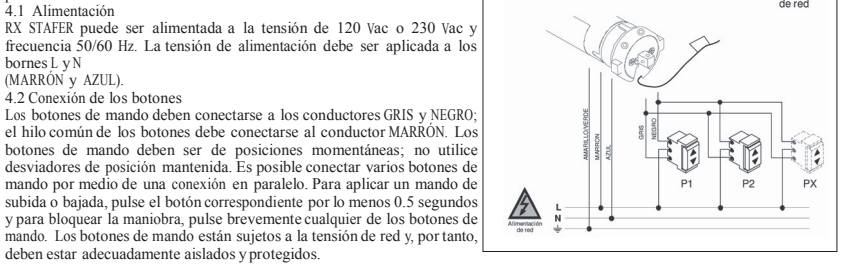 4.1 Alimentación
RX STAFER puede ser alimentada a la tensión de 120 Vac o 230 Vac y
frecuencia 50/60 Hz. La tensión de alimentación debe ser aplicada a los
bornes L y N
(MARRÓN y AZUL).
4.2 Conexión de los botones
Los botones de mando deben conectarse a los conductores GRIS y NEGRO;
el hilo común de los botones debe conectarse al conductor MARRÓN. Los
botones de mando deben ser de posiciones momentáneas; no utilice
desviadores de posición mantenida. Es posible conectar varios botones de
mando por medio de una conexión en paralelo. Para aplicar un mando de
subida o bajada, pulse el botón correspondiente por lo menos 0.5 segundos
y para bloquear la maniobra, pulse brevemente cualquier de los botones de
mando. Los botones de mando están sujetos a la tensión de red y, por tanto,
deben estar adecuadamente aislados y protegidos.
de red
AMARILLO/VERDE
MARRON
AZUL
GRIS
NEGRO
P1
P2
PX
L
N
Alimentación
de red